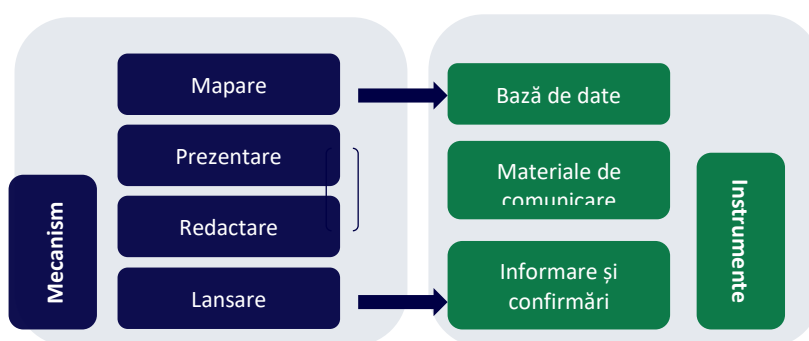 Mapare
Prezentare
Redactare
Lansare
Mecanism
Bază de date
Materiale de
comunicare
Informare și
confirmări
Instrumente